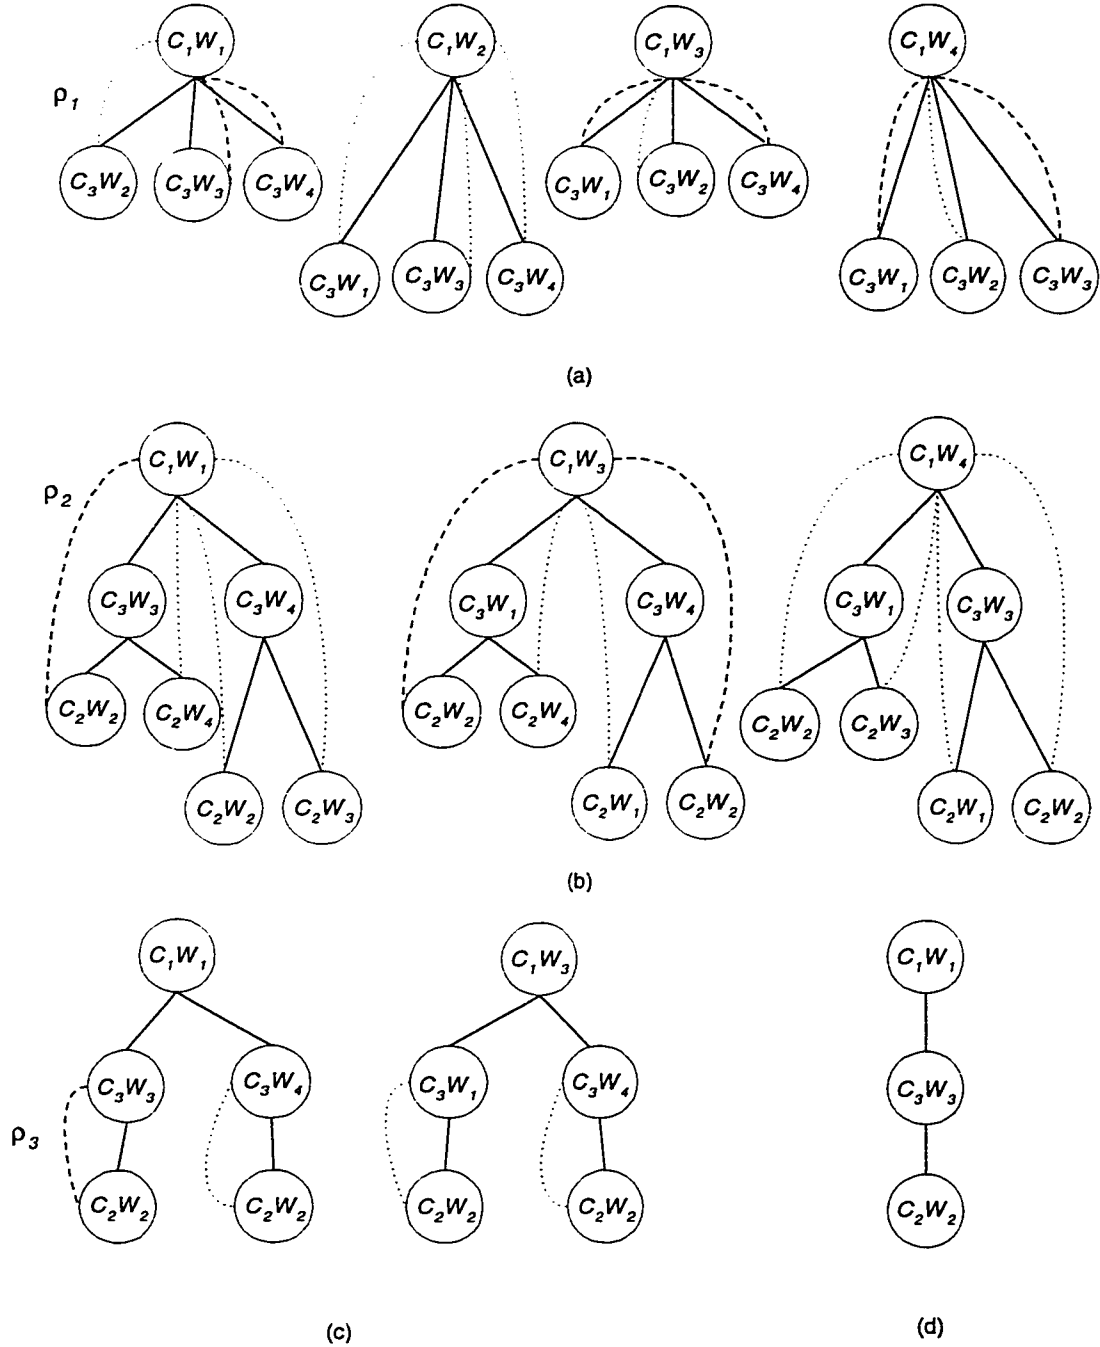 C₁W₁ C₁W₂ C₁W₃ C₁W₄
ρ₁
C₃W₂ C₃W₃ C₃W₄ C₃W₁ C₃W₂ C₃W₄
C₃W₁ C₃W₃ C₃W₄ C₃W₁ C₃W₂ C₃W₃
(a)
C₁W₁ C₁W₃ C₁W₄
ρ₂
C₃W₃ C₃W₄ C₃W₁ C₃W₄ C₃W₁ C₃W₃
C₂W₂ C₂W₄ C₂W₂ C₂W₄ C₂W₂ C₂W₃
C₂W₂ C₂W₃ C₂W₁ C₂W₂ C₂W₁ C₂W₂
(b)
C₁W₁ C₁W₃ C₁W₁
C₃W₃ C₃W₄ C₃W₁ C₃W₄ C₃W₃
ρ₃
C₂W₂ C₂W₂ C₂W₂ C₂W₂ C₂W₂
(c) (d)